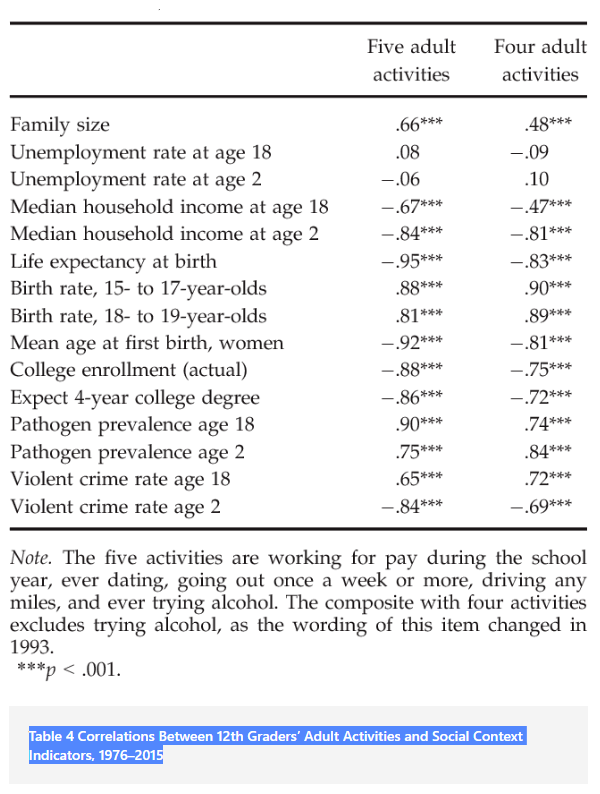 Five adult Four adult
activities activities
Family size .66*** .48***
Unemployment rate at age 18 .08 −.09
Unemployment rate at age 2 −.06 .10
Median household income at age 18 −.67*** −.47***
Median household income at age 2 −.84*** −.81***
Life expectancy at birth −.95*** −.83***
Birth rate, 15- to 17-year-olds .88*** .90***
Birth rate, 18- to 19-year-olds .81*** .89***
Mean age at first birth, women −.92*** −.81***
College enrollment (actual) −.88*** −.75***
Expect 4-year college degree −.86*** −.72***
Pathogen prevalence age 18 .90*** .74***
Pathogen prevalence age 2 .75*** .84***
Violent crime rate age 18 .65*** .72***
Violent crime rate age 2 −.84*** −.69***
Note. The five activities are working for pay during the school
year, ever dating, going out once a week or more, driving any
miles, and ever trying alcohol. The composite with four activities
excludes trying alcohol, as the wording of this item changed in
1993.
***p < .001.
Table 4 Correlations Between 12th Graders’ Adult Activities and Social Context
Indicators, 1976–2015